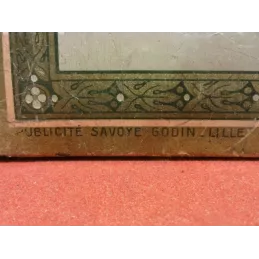 PUBLICITÉ SAVOYE GODIN. LILLE